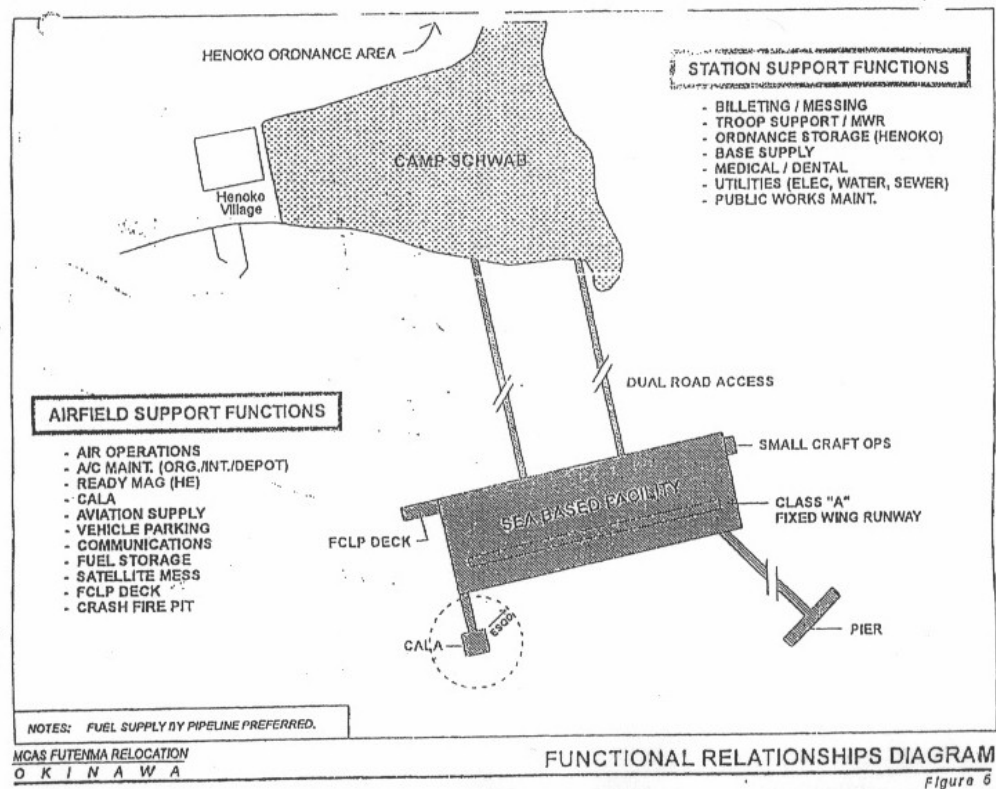 HENOKO ORDNANCE AREA
STATION SUPPORT FUNCTIONS
- BILLETING / MESSING
- TROOP SUPPORT / MWR
- ORDNANCE STORAGE (HENOKO)
- BASE SUPPLY
- MEDICAL / DENTAL
- UTILITIES (ELEC, WATER, SEWER)
- PUBLIC WORKS MAINT.
CAMP SCHWAB
Henoko
Village
DUAL ROAD ACCESS
AIRFIELD SUPPORT FUNCTIONS
- AIR OPERATIONS
- A/C MAINT. (ORG./INT./DEPOT)
- READY MAG (HE)
- CALA
- AVIATION SUPPLY
- VEHICLE PARKING
- COMMUNICATIONS
- FUEL STORAGE
- SATELLITE MESS
- FCLP DECK
- CRASH FIRE PIT
SMALL CRAFT OPS
SEA BASED FACILITY
CLASS "A"
FIXED WING RUNWAY
FCLP DECK
ESQD
CALA
PIER
NOTES: FUEL SUPPLY BY PIPELINE PREFERRED.
MCAS FUTENMA RELOCATION
OKINAWA
FUNCTIONAL RELATIONSHIPS DIAGRAM
Figure 6